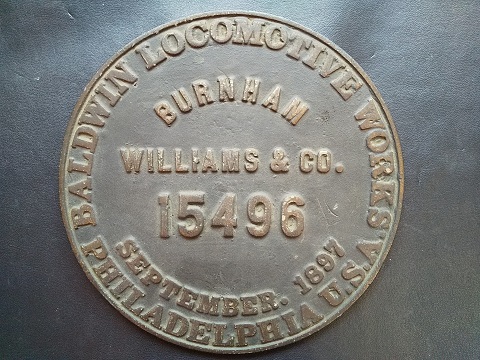 BALDWIN LOCOMOTIVE WORKS
BURNHAM
WILLIAMS & CO.
15496
SEPTEMBER. 1897
PHILADELPHIA U.S.A.